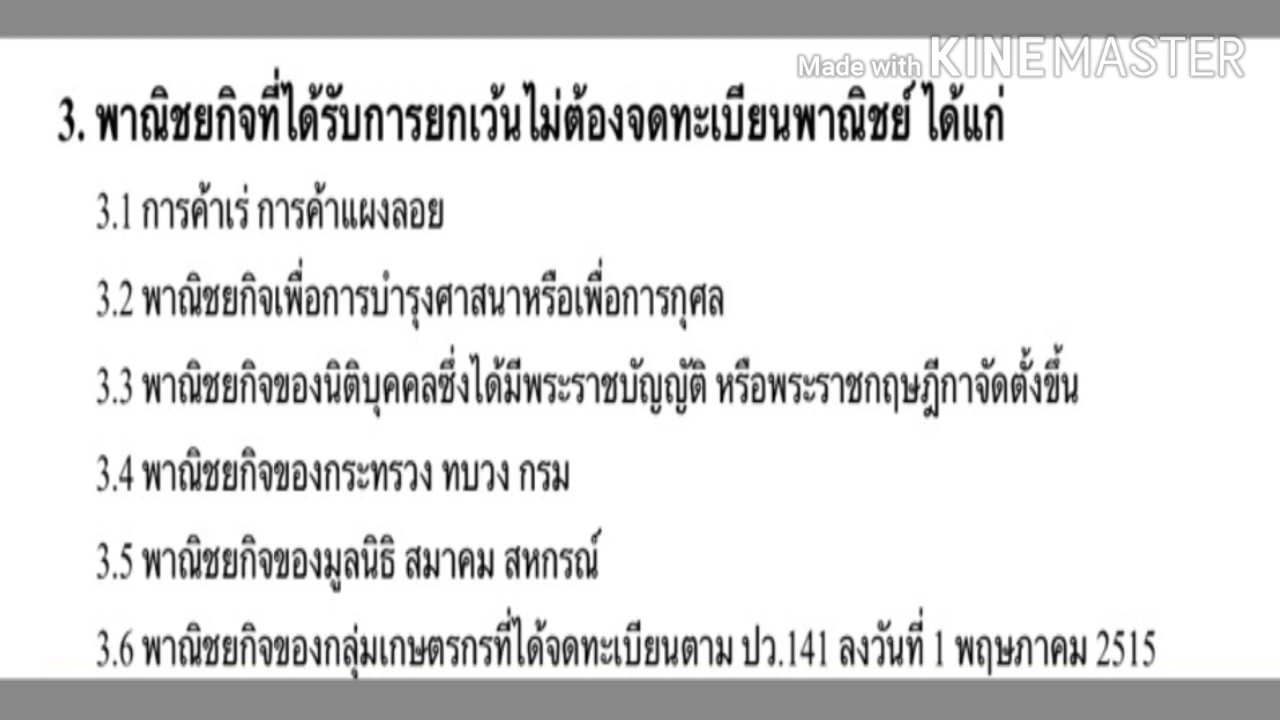 Made with KINEMASTER
3. พาณิชยกิจที่ได้รับการยกเว้นไม่ต้องจดทะเบียนพาณิชย์ ได้แก่
3.1 การค้าเร่ การค้าแผงลอย
3.2 พาณิชยกิจเพื่อการบำรุงศาสนาหรือเพื่อการกุศล
3.3 พาณิชยกิจของนิติบุคคลซึ่งได้มีพระราชบัญญัติ หรือพระราชกฤษฎีกาจัดตั้งขึ้น
3.4 พาณิชยกิจของกระทรวง ทบวง กรม
3.5 พาณิชยกิจของมูลนิธิ สมาคม สหกรณ์
3.6 พาณิชยกิจของกลุ่มเกษตรกรที่ได้จดทะเบียนตาม ปว.141 ลงวันที่ 1 พฤษภาคม 2515